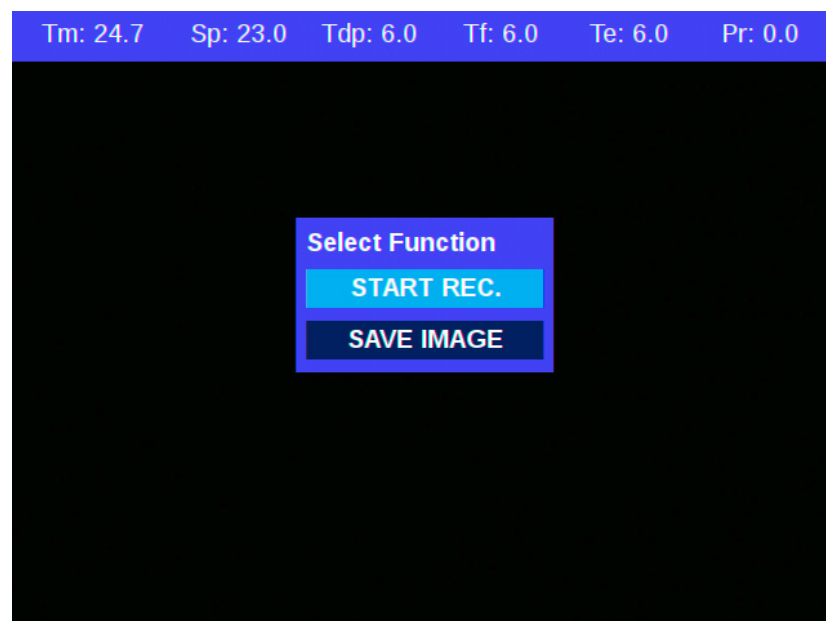 Tm: 24.7 Sp: 23.0 Tdp: 6.0 Tf: 6.0 Te: 6.0 Pr: 0.0
Select Function
START REC.
SAVE IMAGE